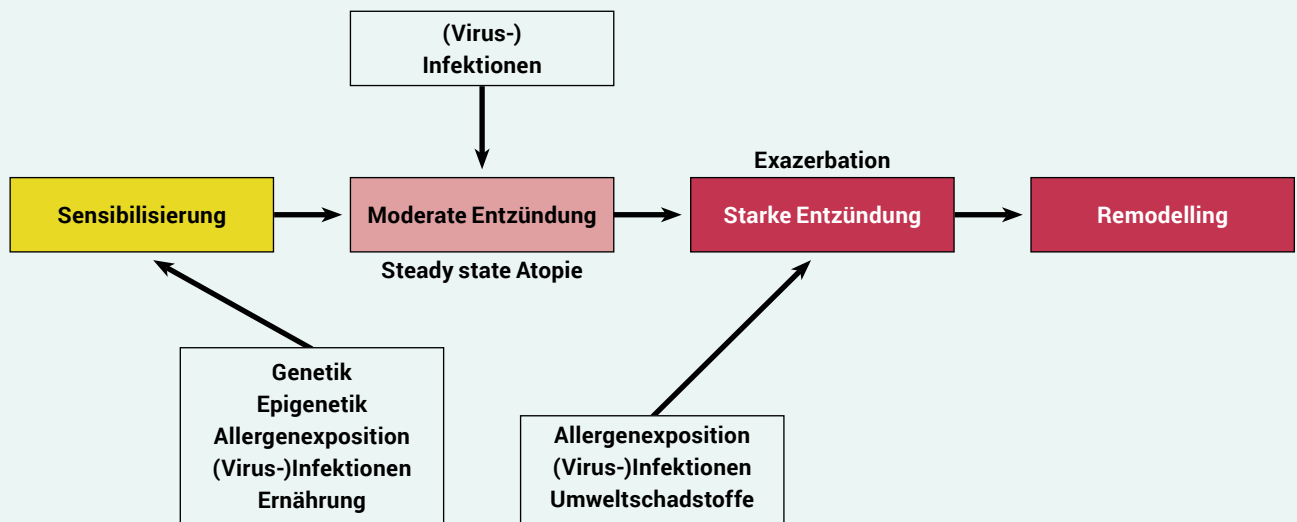 (Virus-)
Infektionen
Exazerbation
Sensibilisierung
Moderate Entzündung
Starke Entzündung
Remodelling
Steady state Atopie
Genetik
Epigenetik
Allergenexposition
(Virus-)Infektionen
Ernährung
Allergenexposition
(Virus-)Infektionen
Umweltschadstoffe